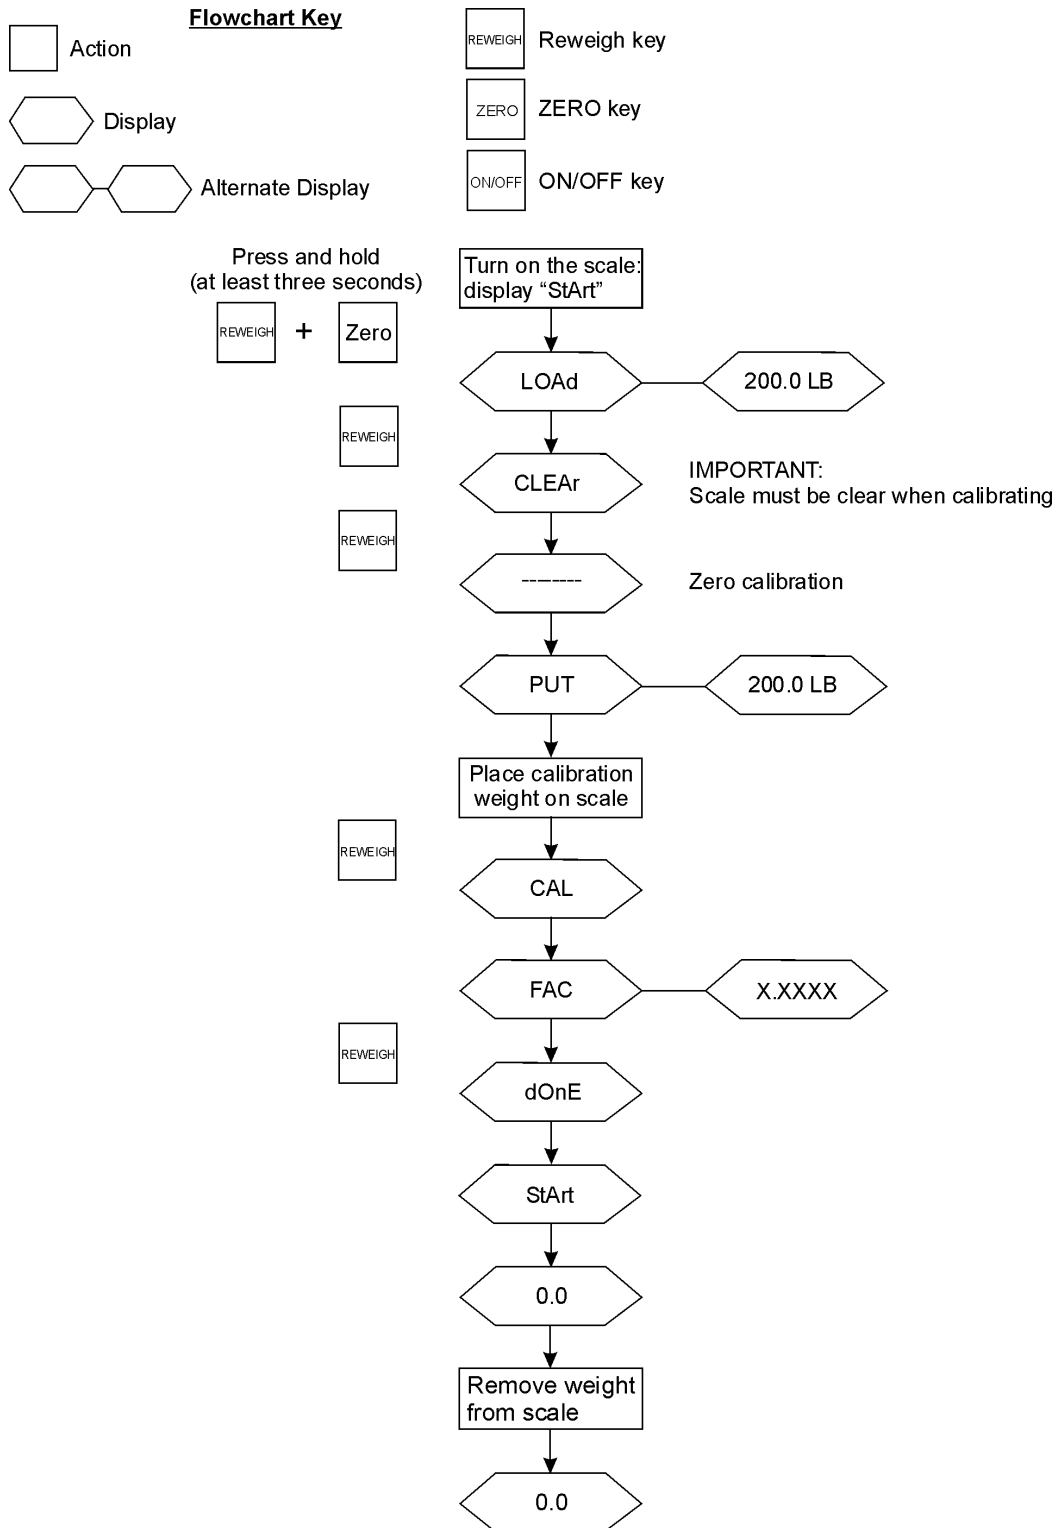 Flowchart Key
Action
Display
Alternate Display
REWEIGH
Reweigh key
ZERO
ZERO key
ON/OFF
ON/OFF key
Press and hold
(at least three seconds)
REWEIGH
+
Zero
Turn on the scale:
display “StArt”
LOAd
200.0 LB
REWEIGH
CLEAr
IMPORTANT:
Scale must be clear when calibrating
REWEIGH
--------
Zero calibration
PUT
200.0 LB
Place calibration
weight on scale
REWEIGH
CAL
FAC
X.XXXX
REWEIGH
dOnE
StArt
0.0
Remove weight
from scale
0.0